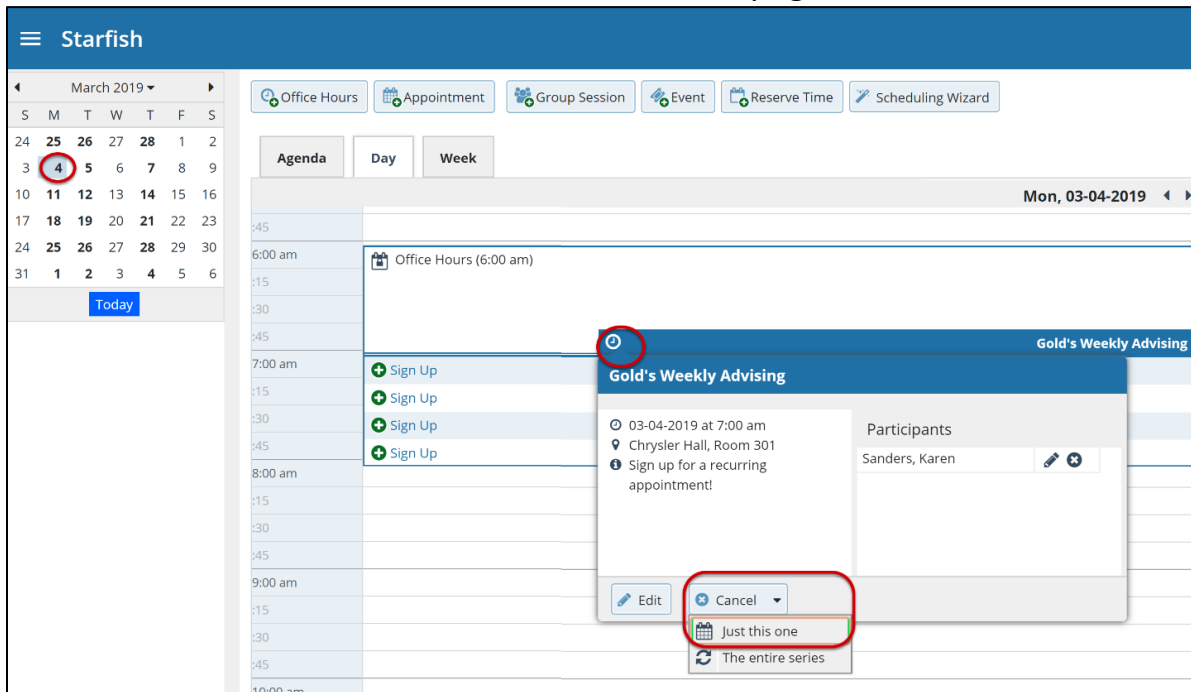 Starfish
March 2019
S M T W T F S
24 25 26 27 28 1 2
3 4 5 6 7 8 9
10 11 12 13 14 15 16
17 18 19 20 21 22 23
24 25 26 27 28 29 30
31 1 2 3 4 5 6
Today
Office Hours Appointment Group Session Event Reserve Time Scheduling Wizard
Agenda Day Week
Mon, 03-04-2019
:45
6:00 am Office Hours (6:00 am)
:15
:30
:45
Gold's Weekly Advising
7:00 am Sign Up
:15 Sign Up
:30 Sign Up
:45 Sign Up
8:00 am
:15
:30
:45
9:00 am
:15
:30
:45
10:00 am
Gold's Weekly Advising
03-04-2019 at 7:00 am
Chrysler Hall, Room 301
Sign up for a recurring
appointment!
Participants
Sanders, Karen
Edit Cancel
Just this one
The entire series